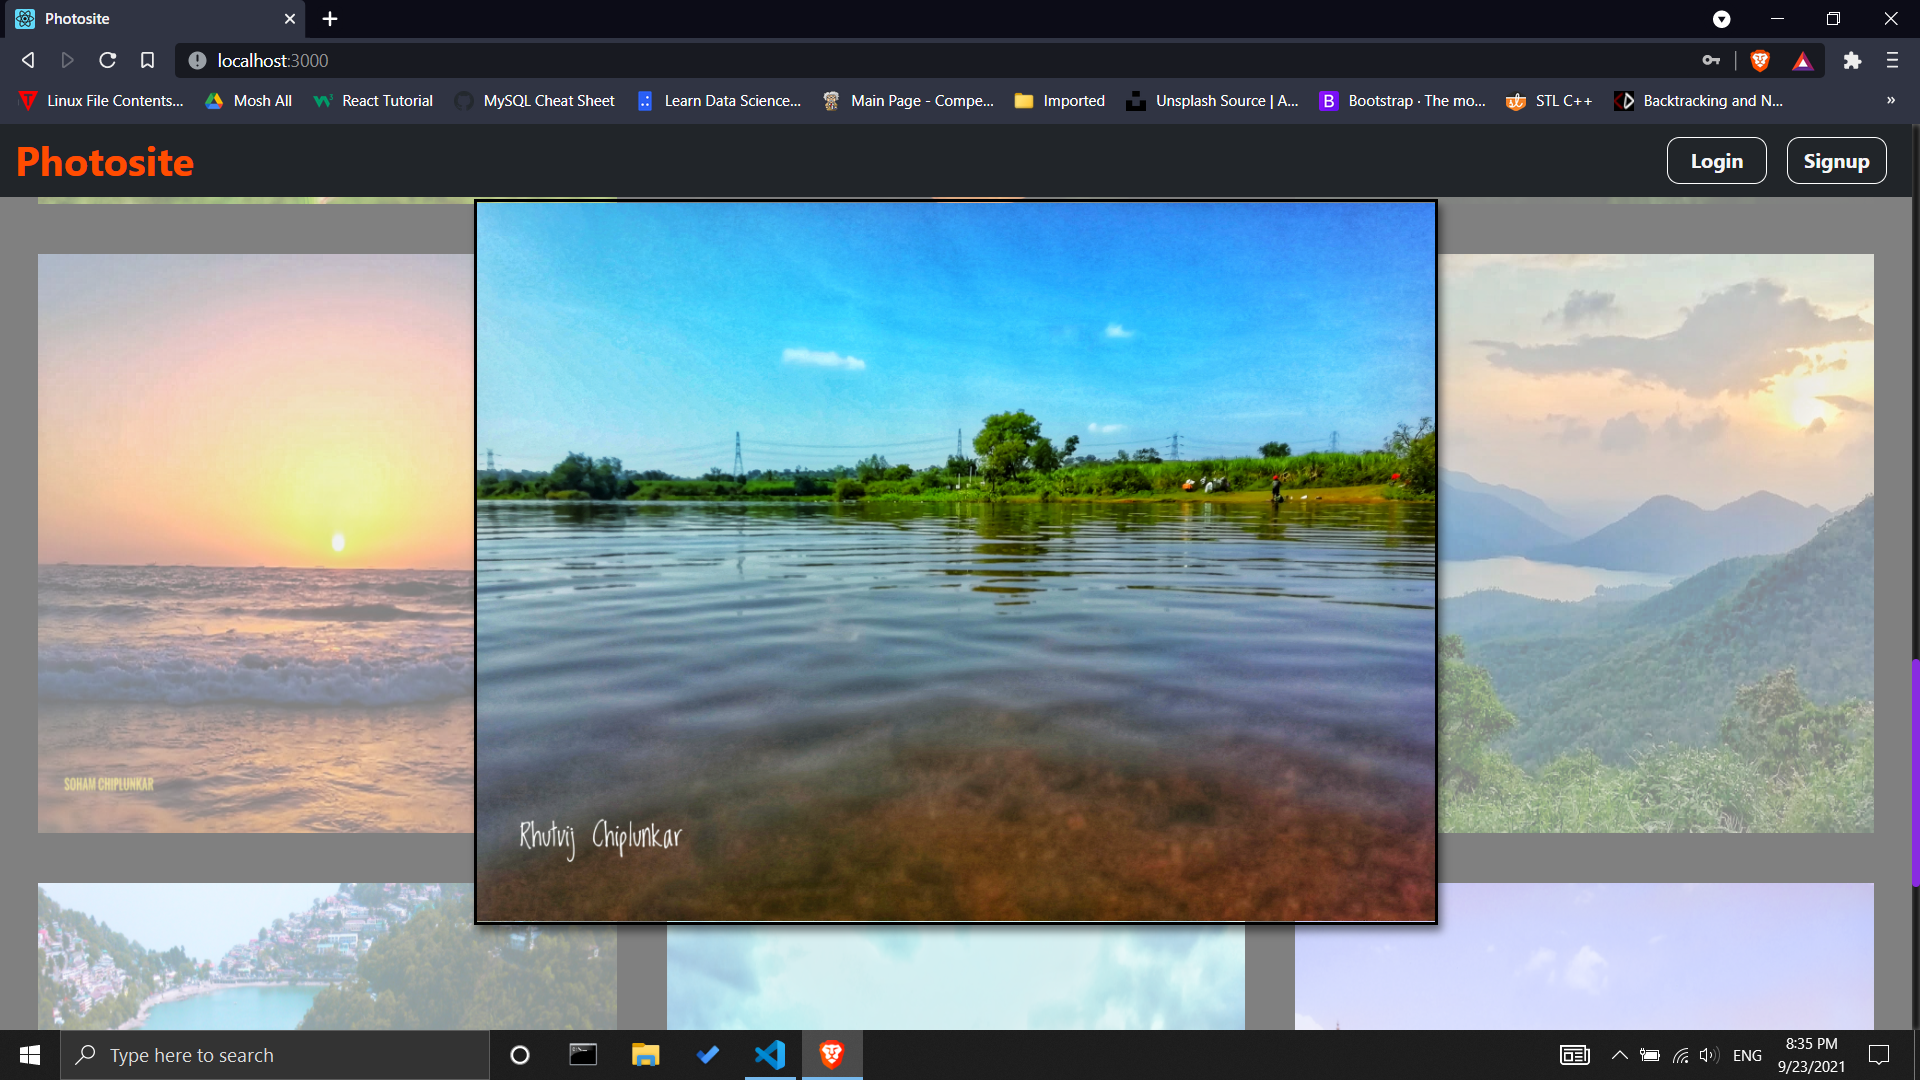 Photosite
localhost:3000
Linux File Contents...
Mosh All
React Tutorial
MySQL Cheat Sheet
Learn Data Science...
Main Page - Compe...
Imported
Unsplash Source | A...
Bootstrap · The mo...
STL C++
Backtracking and N...
»
Photosite
Login
Signup
SOHAM CHIPLUNKAR
Rhutvij Chiplunkar
Type here to search
ENG
8:35 PM
9/23/2021